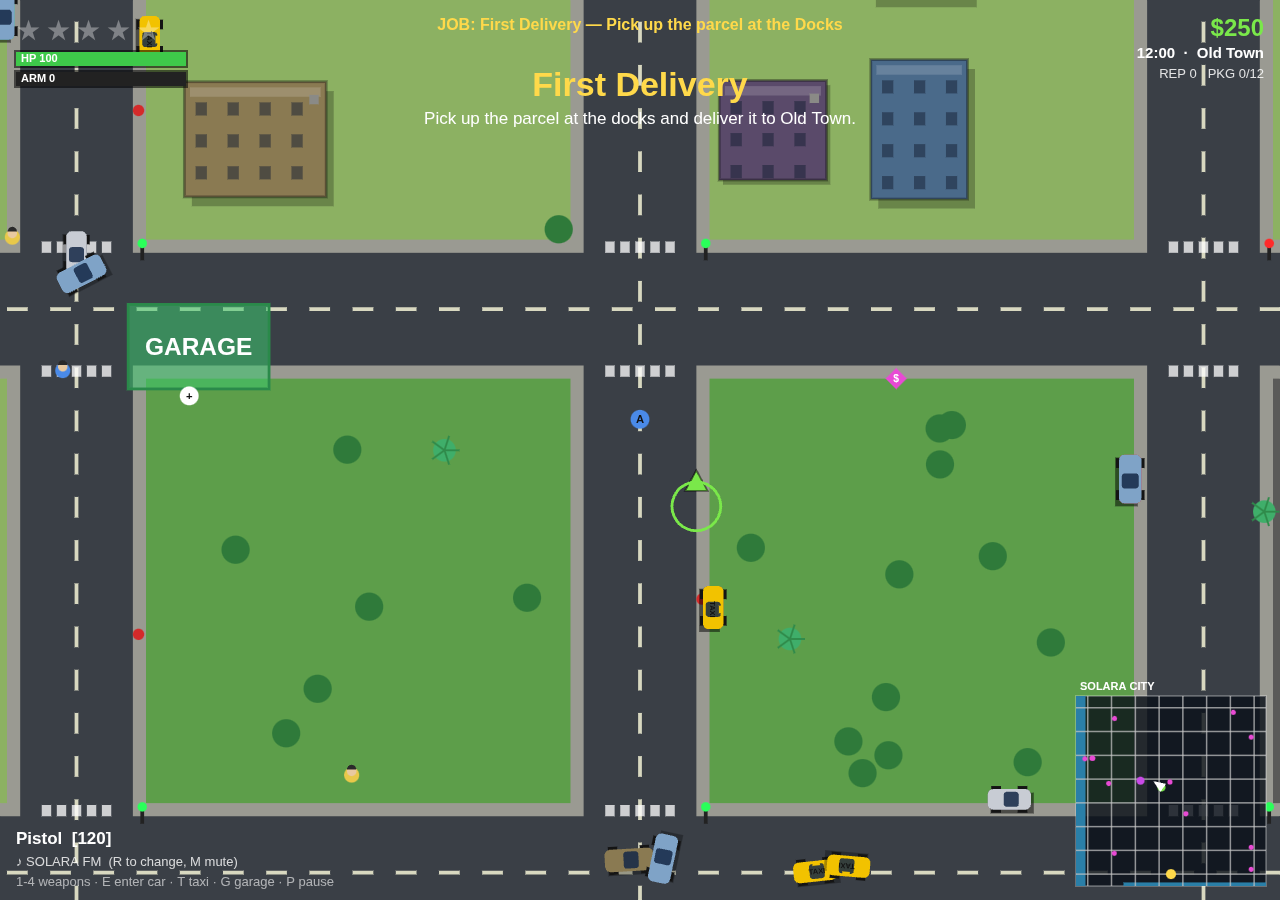 JOB: First Delivery — Pick up the parcel at the Docks
$250
HP 100
12:00 · Old Town
ARM 0
REP 0 PKG 0/12
First Delivery
Pick up the parcel at the docks and deliver it to Old Town.
GARAGE
+
$
A
SOLARA CITY
Pistol [120]
♪ SOLARA FM (R to change, M mute)
1-4 weapons · E enter car · T taxi · G garage · P pause
TAXI
TAXI